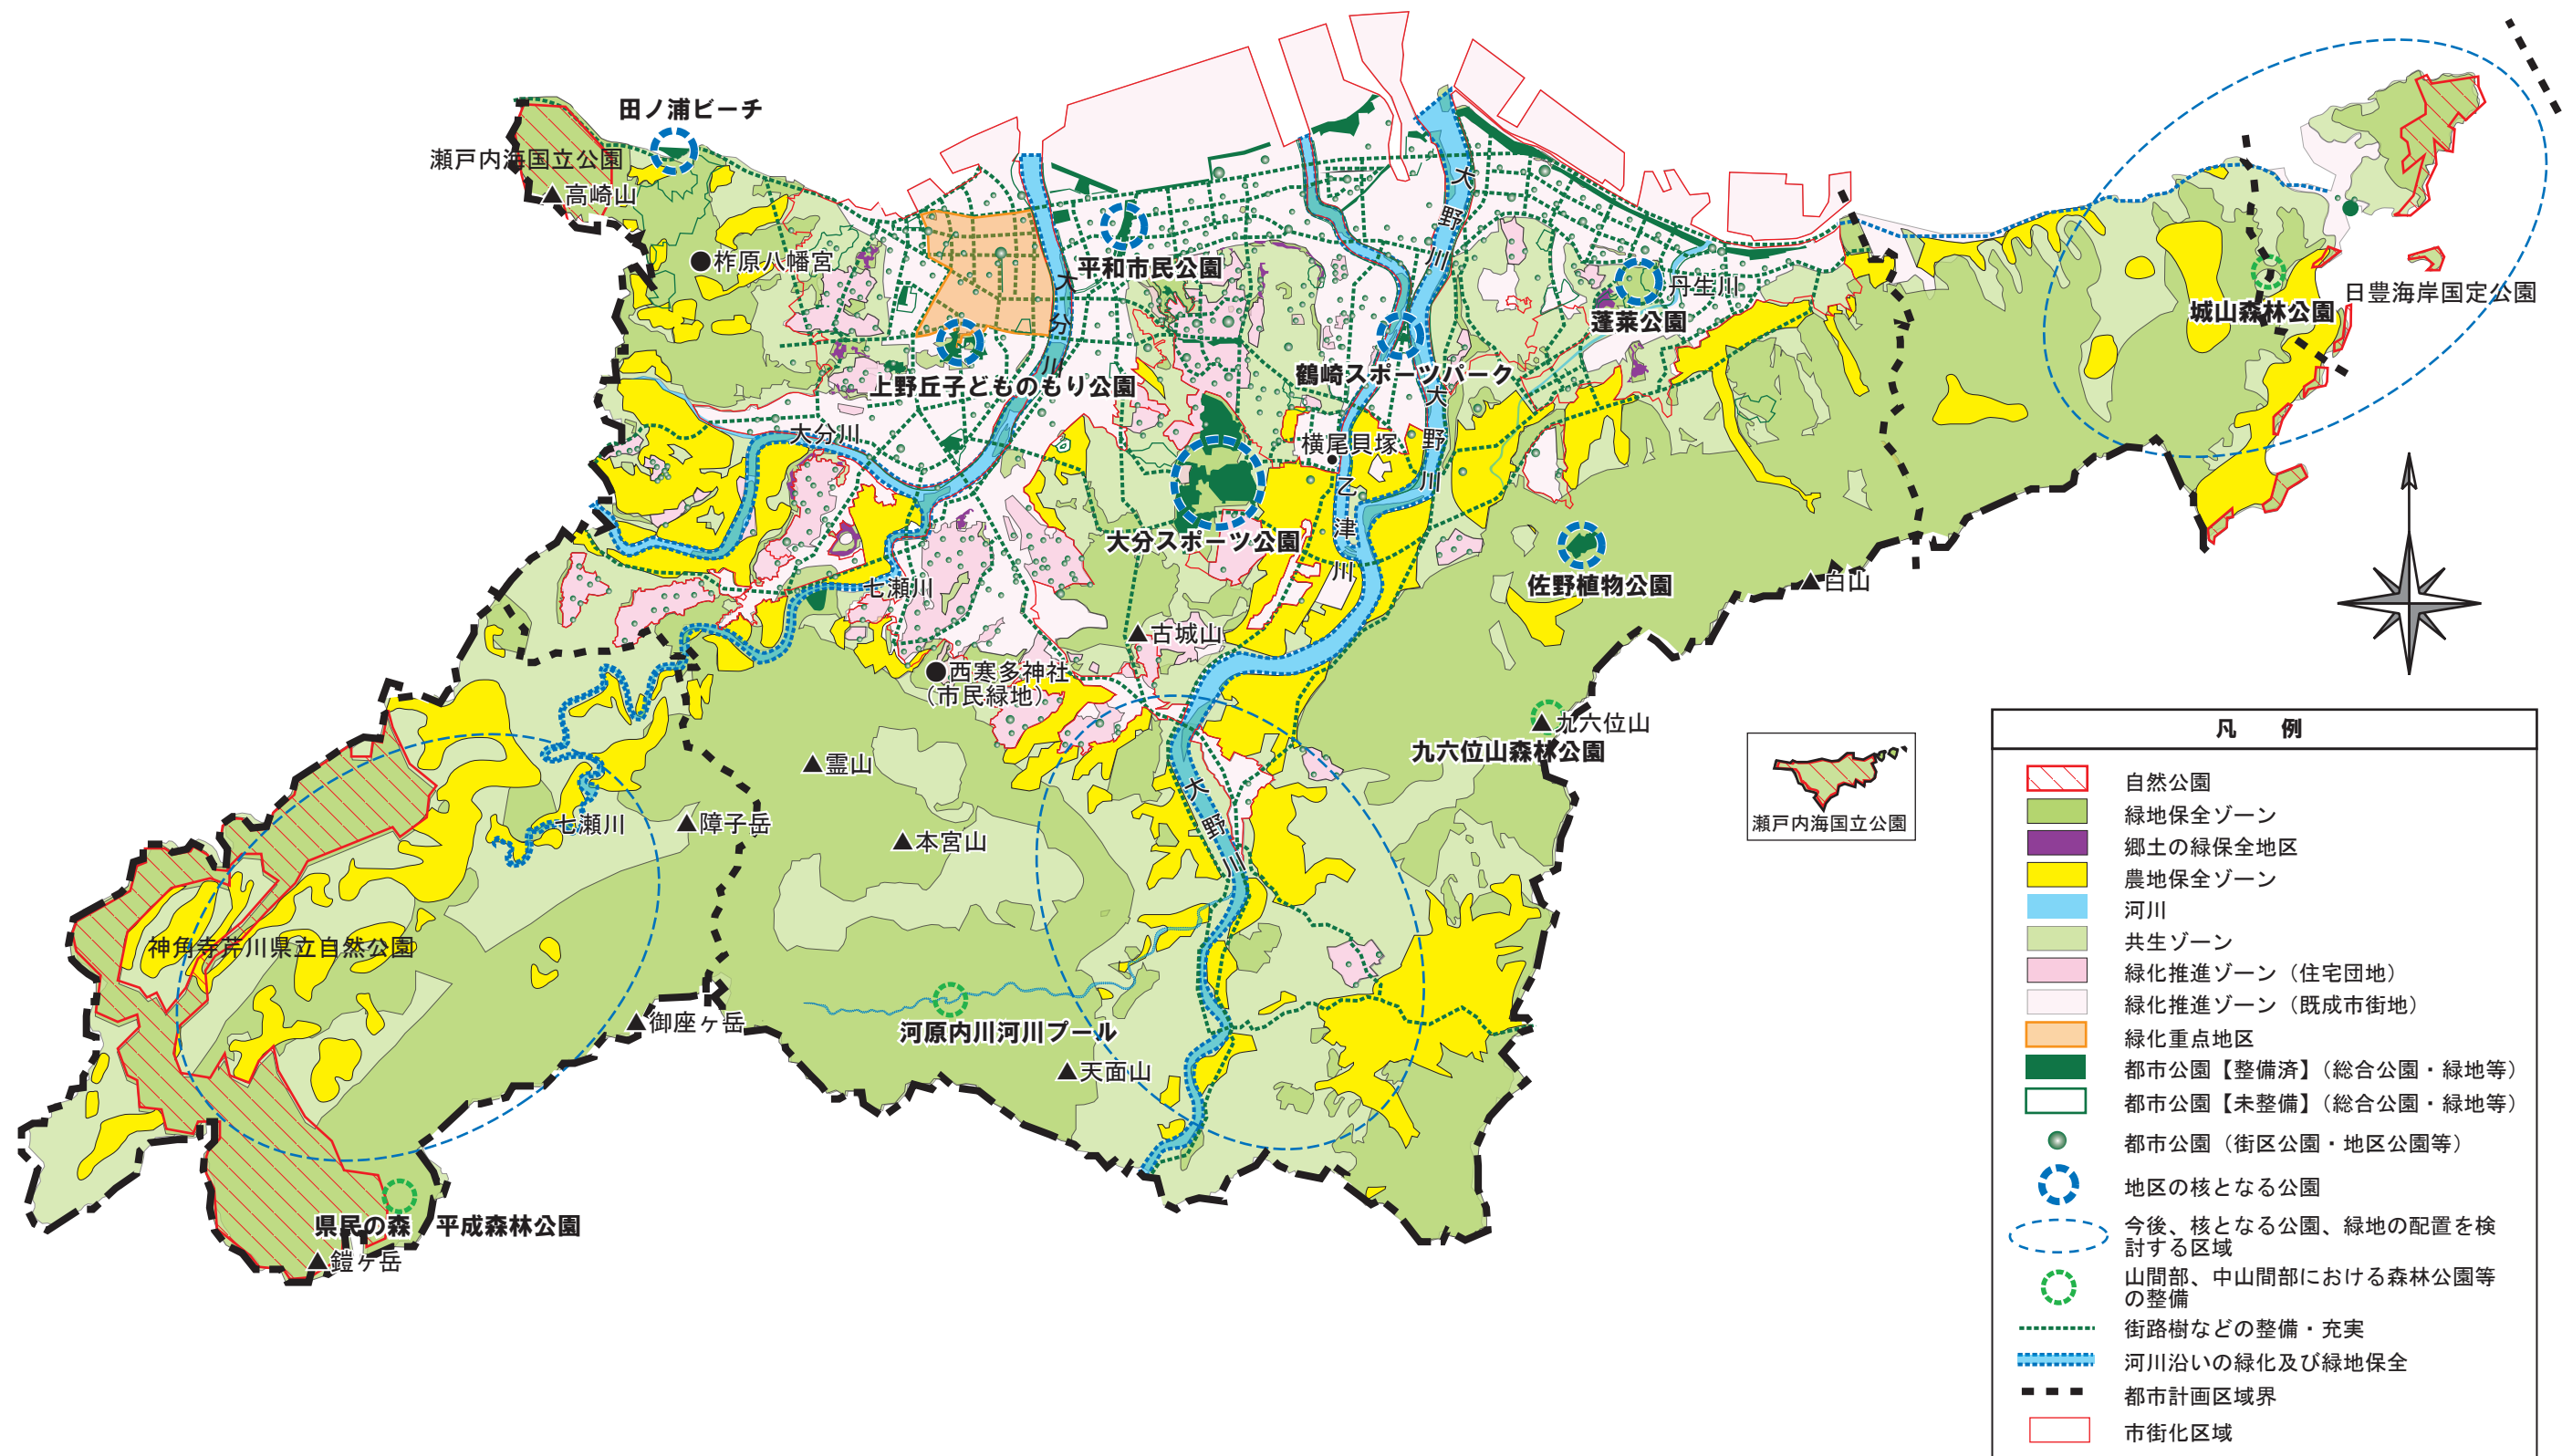 田ノ浦ビーチ
瀬戸内海国立公園
▲高崎山
●柞原八幡宮
平和市民公園
大野川
丹生川
蓬莱公園
日豊海岸国定公園
城山森林公園
大分川
上野丘子どものもり公園
鶴崎スポーツパーク
大分川
横尾貝塚
大野川
乙津川
大分スポーツ公園
佐野植物公園
▲白山
七瀬川
▲古城山
●西寒多神社
（市民緑地）
▲九六位山
九六位山森林公園
▲霊山
大野川
七瀬川
▲障子岳
▲本宮山
瀬戸内海国立公園
神角寺芹川県立自然公園
▲御座ヶ岳
河原内川河川プール
▲天面山
県民の森 平成森林公園
▲鎧ヶ岳
凡 例
自然公園
緑地保全ゾーン
郷土の緑保全地区
農地保全ゾーン
河川
共生ゾーン
緑化推進ゾーン（住宅団地）
緑化推進ゾーン（既成市街地）
緑化重点地区
都市公園【整備済】（総合公園・緑地等）
都市公園【未整備】（総合公園・緑地等）
都市公園（街区公園・地区公園等）
地区の核となる公園
今後、核となる公園、緑地の配置を検
討する区域
山間部、中山間部における森林公園等
の整備
街路樹などの整備・充実
河川沿いの緑化及び緑地保全
都市計画区域界
市街化区域